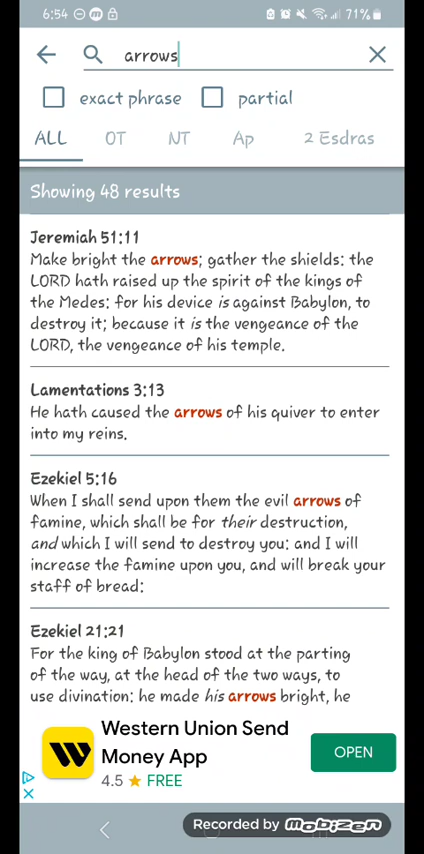 6:54
71%
arrows
exact phrase
partial
ALL OT NT Ap 2 Esdras
Showing 48 results
Jeremiah 51:11
Make bright the arrows; gather the shields: the
LORD hath raised up the spirit of the kings of
the Medes: for his device is against Babylon, to
destroy it; because it is the vengeance of the
LORD, the vengeance of his temple.
Lamentations 3:13
He hath caused the arrows of his quiver to enter
into my reins.
Ezekiel 5:16
When I shall send upon them the evil arrows of
famine, which shall be for their destruction,
and which I will send to destroy you: and I will
increase the famine upon you, and will break your
staff of bread:
Ezekiel 21:21
For the king of Babylon stood at the parting
of the way, at the head of the two ways, to
use divination: he made his arrows bright, he
Western Union Send
Money App
4.5 ★ FREE
OPEN
Recorded by mobizen